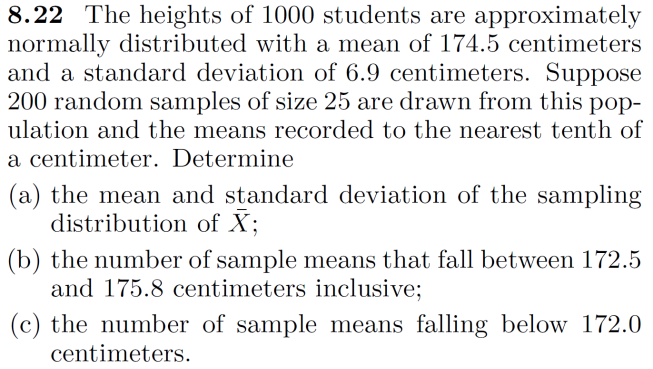 8.22 The heights of 1000 students are approximately
normally distributed with a mean of 174.5 centimeters
and a standard deviation of 6.9 centimeters. Suppose
200 random samples of size 25 are drawn from this pop-
ulation and the means recorded to the nearest tenth of
a centimeter. Determine
(a) the mean and standard deviation of the sampling
distribution of X̄;
(b) the number of sample means that fall between 172.5
and 175.8 centimeters inclusive;
(c) the number of sample means falling below 172.0
centimeters.